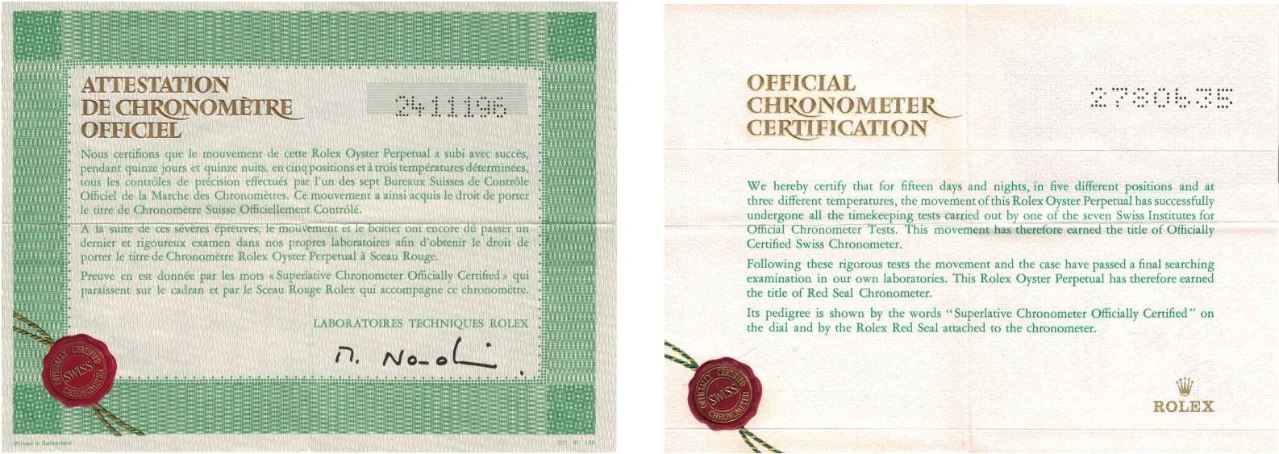 ATTESTATION
DE CHRONOMÈTRE
OFFICIEL
2411196
Nous certifions que le mouvement de cette Rolex Oyster Perpetual a subi avec succès,
pendant quinze jours et quinze nuits, en cinq positions et à trois températures déterminées,
tous les contrôles de précision effectués par l'un des sept Bureaux Suisses de Contrôle
Officiel de la Marche des Chronomètres. Ce mouvement a ainsi acquis le droit de porter
le titre de Chronomètre Suisse Officiellement Contrôlé.
A la suite de ces sévères épreuves, le mouvement et le boîtier ont encore dû passer un
dernier et rigoureux examen dans nos propres laboratoires afin d'obtenir le droit de
porter le titre de Chronomètre Rolex Oyster Perpetual à Sceau Rouge.
Preuve en est donnée par les mots «Superlative Chronometer Officially Certified» qui
paraissent sur le cadran et par le Sceau Rouge Rolex qui accompagne ce chronomètre.
LABORATOIRES TECHNIQUES ROLEX
OFFICIALLY CERTIFIED
SWISS
CHRONOMETER
Printed in Switzerland
OFFICIAL
CHRONOMETER
CERTIFICATION
2780635
We hereby certify that for fifteen days and nights, in five different positions and at
three different temperatures, the movement of this Rolex Oyster Perpetual has successfully
undergone all the timekeeping tests carried out by one of the seven Swiss Institutes for
Official Chronometer Tests. This movement has therefore earned the title of Officially
Certified Swiss Chronometer.
Following these rigorous tests the movement and the case have passed a final searching
examination in our own laboratories. This Rolex Oyster Perpetual has therefore earned
the title of Red Seal Chronometer.
Its pedigree is shown by the words "Superlative Chronometer Officially Certified" on
the dial and by the Rolex Red Seal attached to the chronometer.
OFFICIALLY CERTIFIED
SWISS
CHRONOMETER
ROLEX